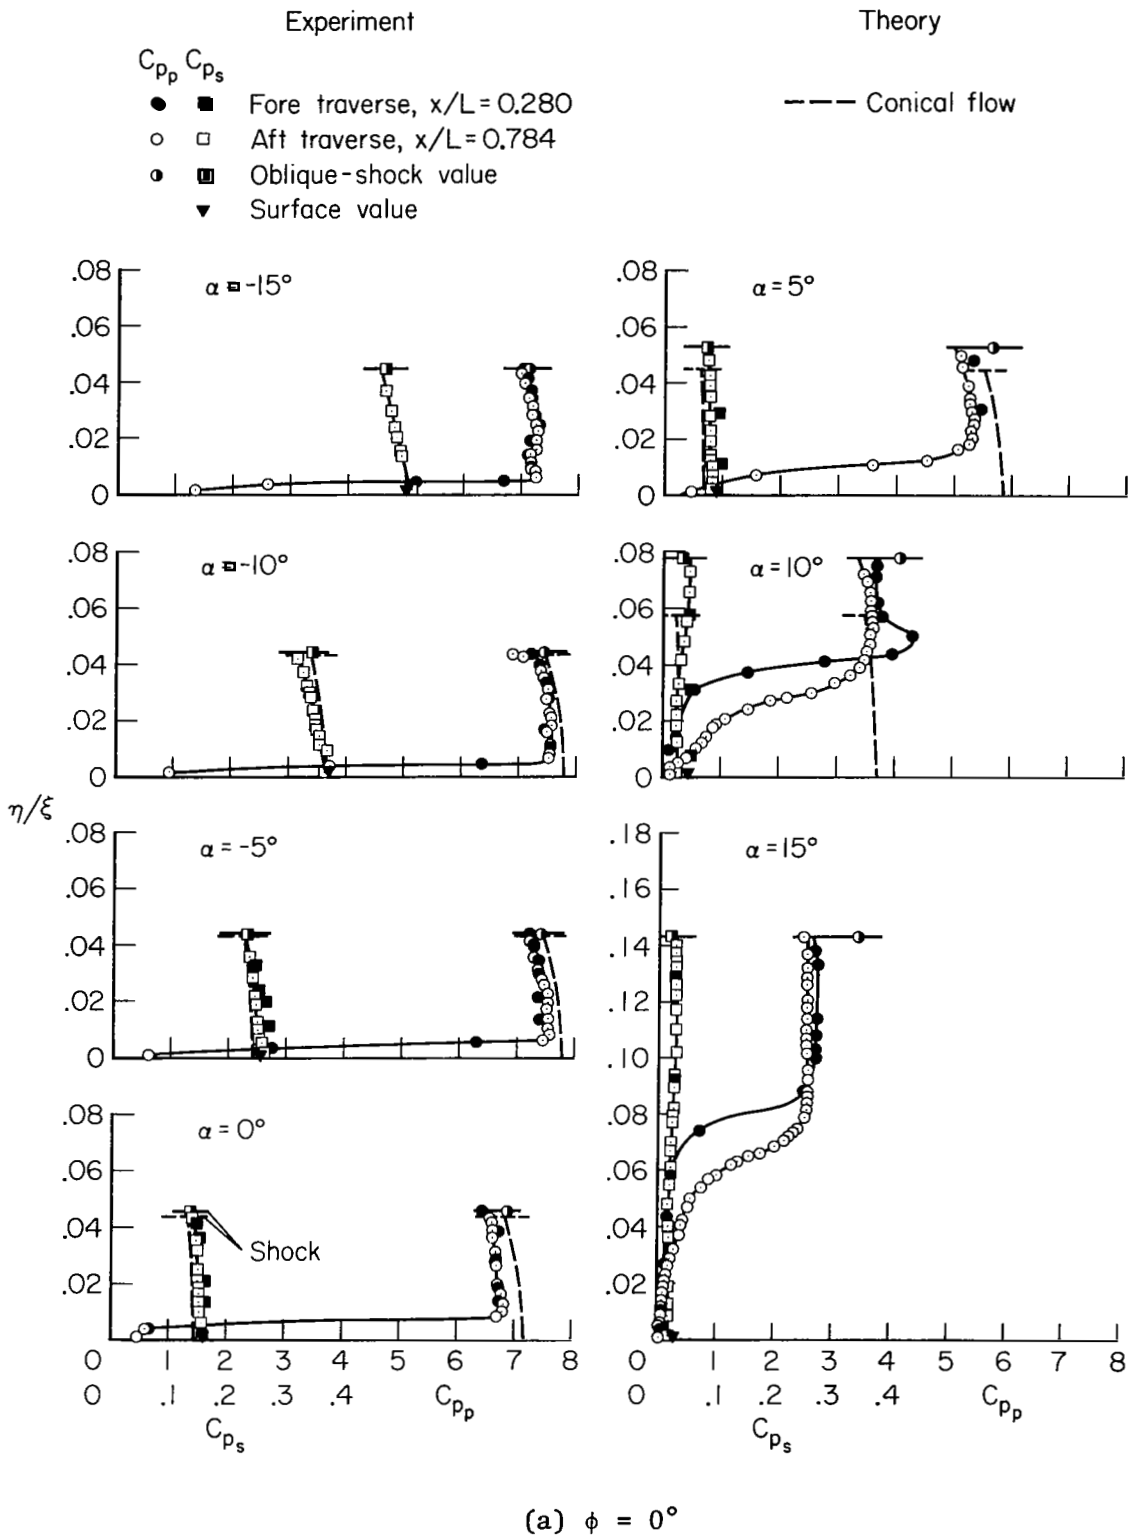 Experiment Theory
Cpp Cps
Fore traverse, x/L=0.280
Conical flow
Aft traverse, x/L=0.784
Oblique-shock value
Surface value
.08 .08
α = -15° α = 5°
.06 .06
.04 .04
.02 .02
0 0
.08 .08
α = -10° α = 10°
.06 .06
.04 .04
.02 .02
0 0
η/ξ
.08 .18
α = -5° α = 15°
.06 .16
.04 .14
.02 .12
0 .10
.08 .08
α = 0°
.06 .06
.04 .04
Shock
.02 .02
0 1 2 3 4 5 6 7 8 0 1 2 3 4 5 6 7 8
0 .1 .2 .3 .4 Cpp 0 .1 .2 .3 .4 Cpp
Cps Cps
(a) φ = 0°